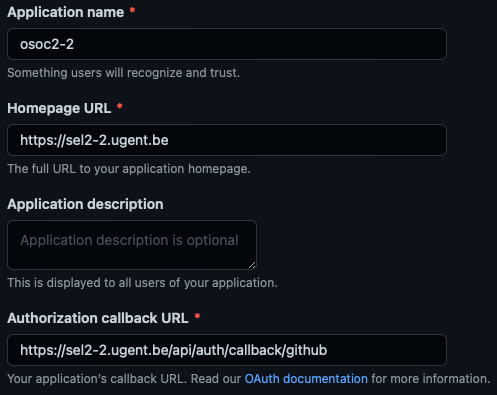 Application name *
osoc2-2
Something users will recognize and trust.
Homepage URL *
https://sel2-2.ugent.be
The full URL to your application homepage.
Application description
Application description is optional
This is displayed to all users of your application.
Authorization callback URL *
https://sel2-2.ugent.be/api/auth/callback/github
Your application's callback URL. Read our OAuth documentation for more information.